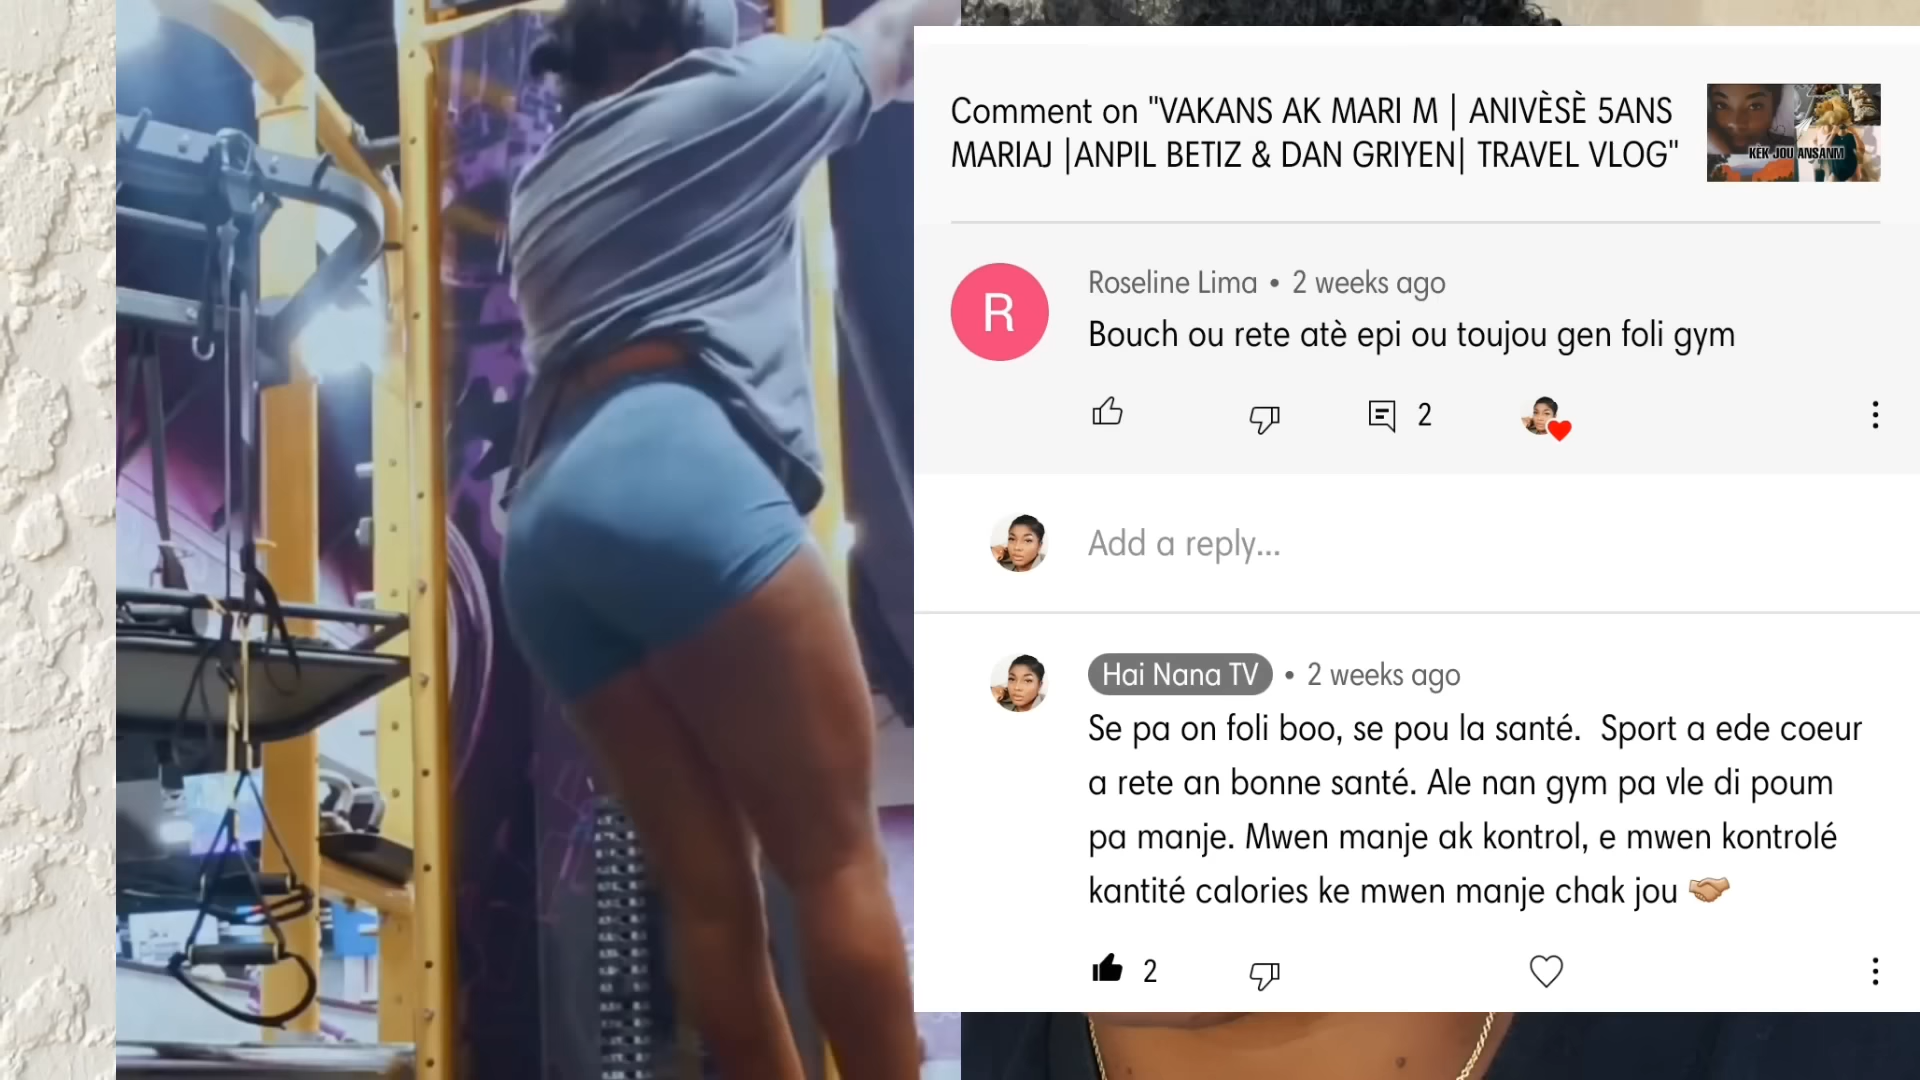 Comment on "VAKANS AK MARI M | ANIVÈSÈ 5ANS
MARIAJ |ANPIL BETIZ & DAN GRIYEN| TRAVEL VLOG"
KÈK JOU ANSANM
R
Roseline Lima • 2 weeks ago
Bouch ou rete atè epi ou toujou gen foli gym
2
Add a reply...
Hai Nana TV • 2 weeks ago
Se pa on foli boo, se pou la santé.  Sport a ede coeur
a rete an bonne santé. Ale nan gym pa vle di poum
pa manje. Mwen manje ak kontrol, e mwen kontrolé
kantité calories ke mwen manje chak jou 🤝🏼
2